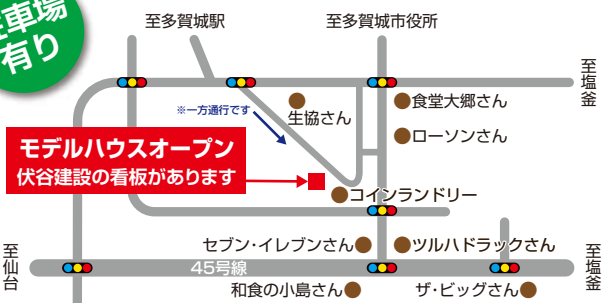 駐車場
有り
至多賀城駅
至多賀城市役所
至塩釜
※一方通行です
生協さん
食堂大郷さん
ローソンさん
モデルハウスオープン
伏谷建設の看板があります
コインランドリー
セブン・イレブンさん
ツルハドラックさん
至仙台
45号線
至塩釜
和食の小島さん
ザ・ビッグさん